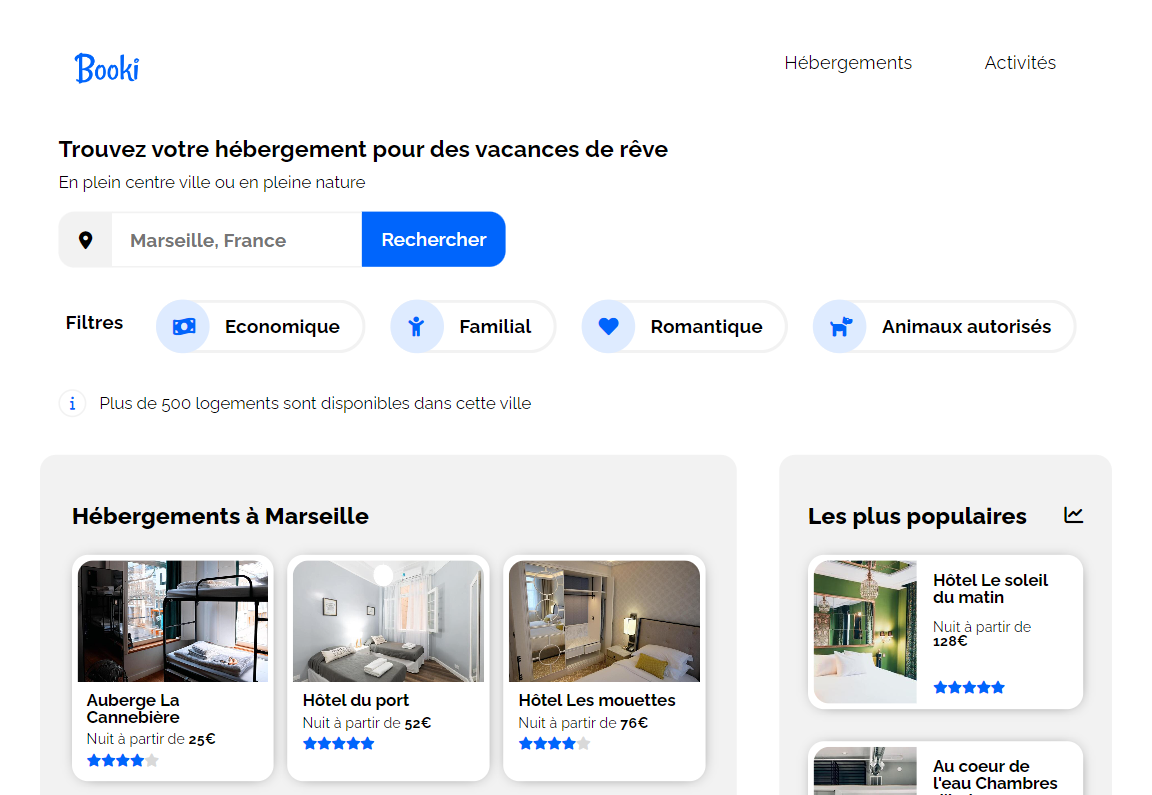 Booki
Hébergements
Activités
Trouvez votre hébergement pour des vacances de rêve
En plein centre ville ou en pleine nature
Marseille, France
Rechercher
Filtres
Economique
Familial
Romantique
Animaux autorisés
i
Plus de 500 logements sont disponibles dans cette ville
Hébergements à Marseille
Auberge La
Cannebière
Nuit à partir de 25€
Hôtel du port
Nuit à partir de 52€
Hôtel Les mouettes
Nuit à partir de 76€
Les plus populaires
Hôtel Le soleil
du matin
Nuit à partir de
128€
Au coeur de
l'eau Chambres